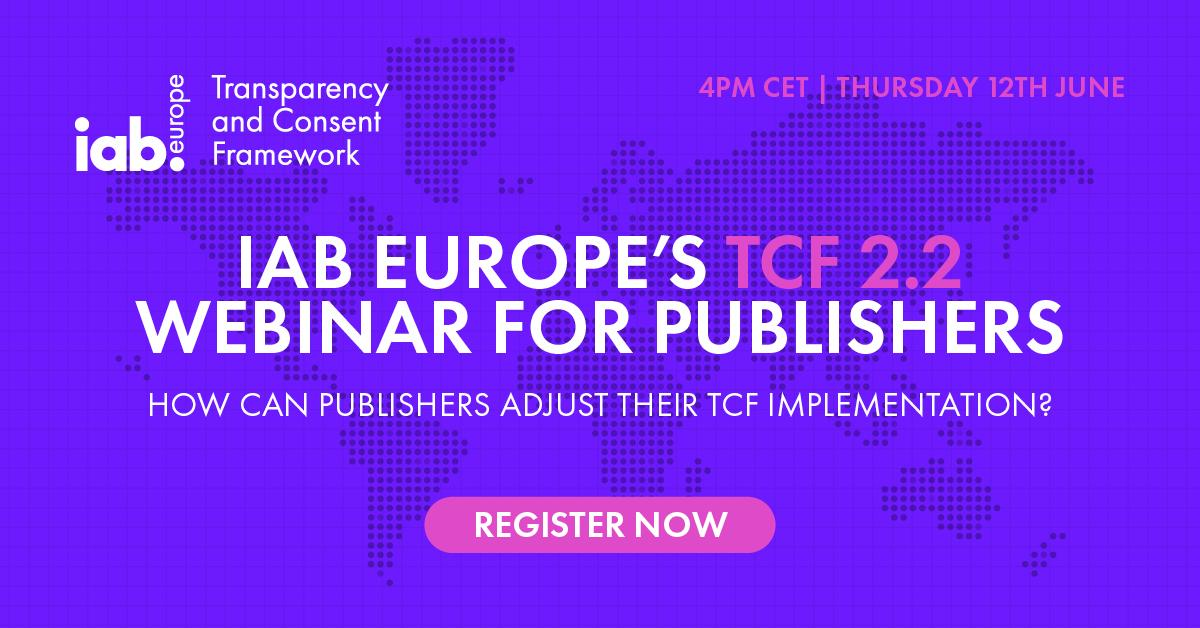 iab.
europe
Transparency
and Consent
Framework
4PM CET | THURSDAY 12TH JUNE
IAB EUROPE'S TCF 2.2
WEBINAR FOR PUBLISHERS
HOW CAN PUBLISHERS ADJUST THEIR TCF IMPLEMENTATION?
REGISTER NOW